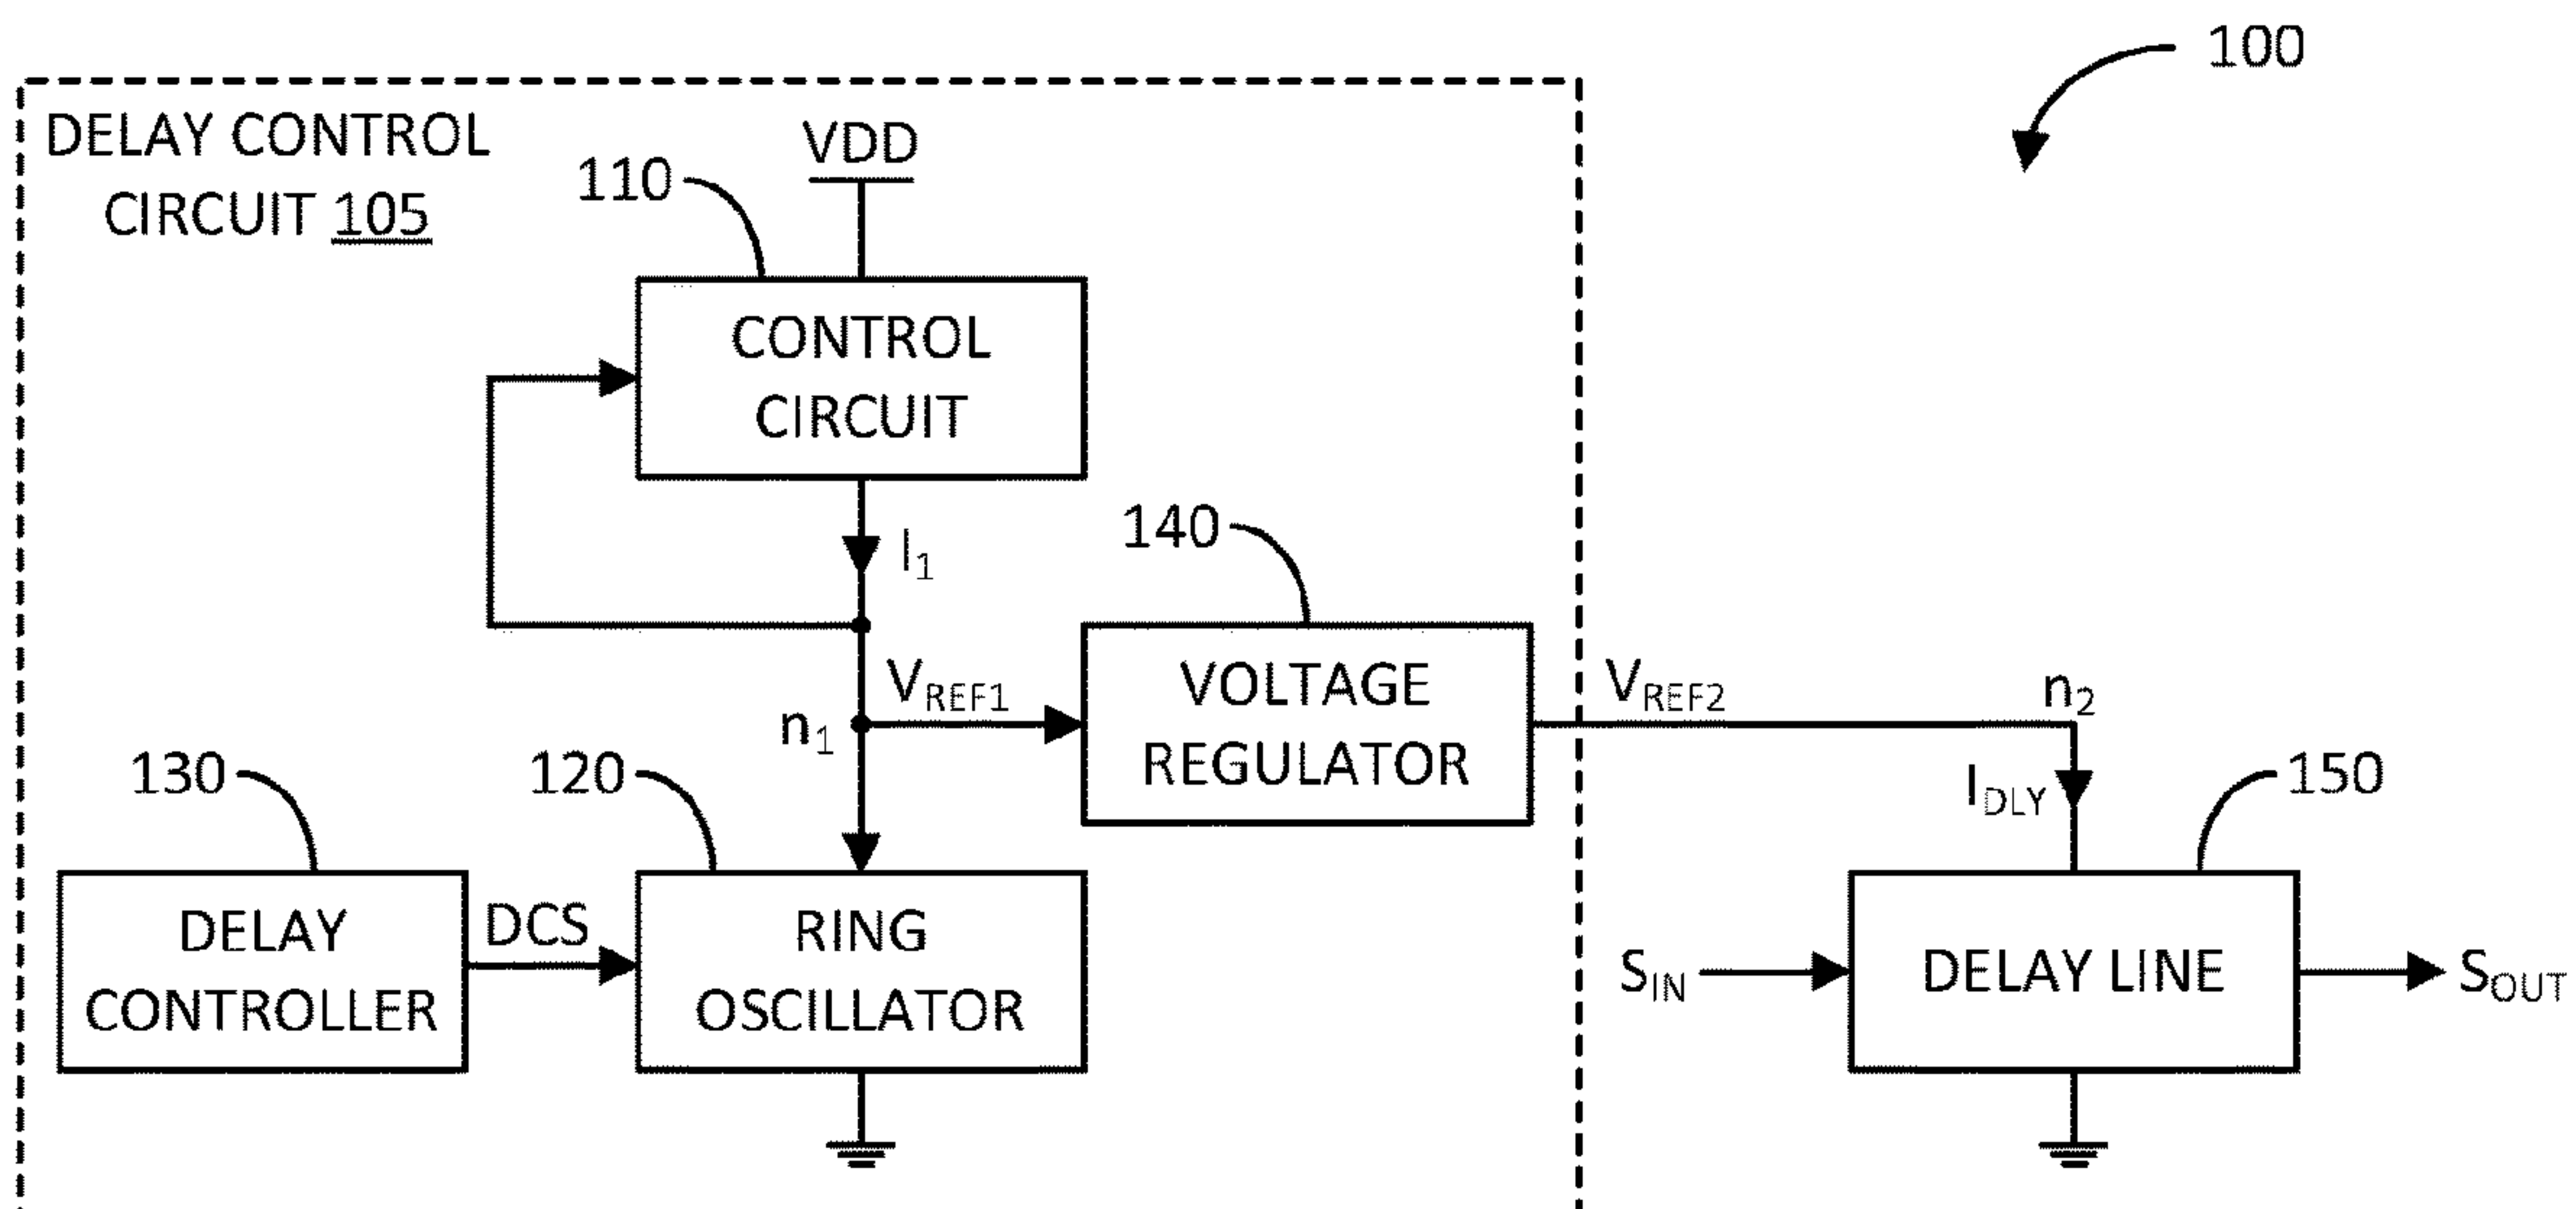 100
DELAY CONTROL
CIRCUIT 105
VDD
110
CONTROL
CIRCUIT
I1
140
VREF1
n1
VOLTAGE
REGULATOR
VREF2
n2
IDLY
130
120
150
DELAY
CONTROLLER
DCS
RING
OSCILLATOR
SIN
DELAY LINE
SOUT